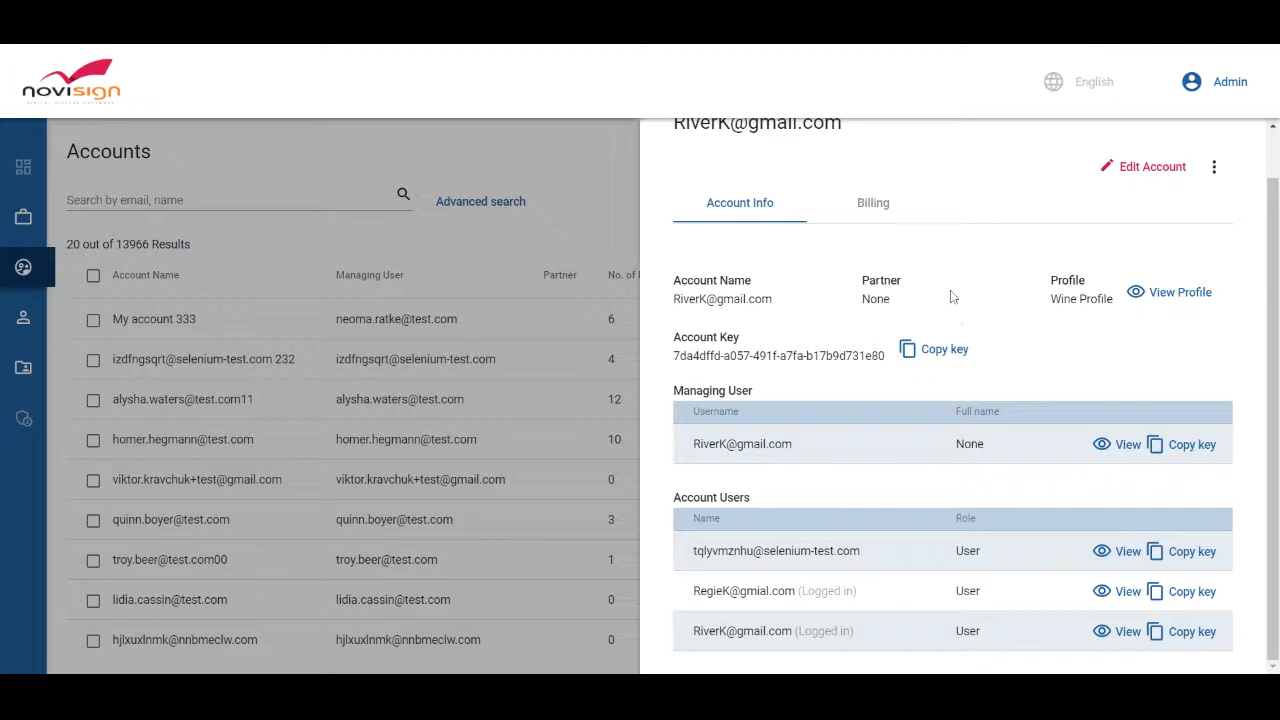 novisign
English
Admin
Accounts
Search by email, name
Advanced search
20 out of 13966 Results
Account Name Managing User Partner No. of
My account 333 neoma.ratke@test.com 6
izdfngsqrt@selenium-test.com 232 izdfngsqrt@selenium-test.com 4
alysha.waters@test.com11 alysha.waters@test.com 12
homer.hegmann@test.com homer.hegmann@test.com 10
viktor.kravchuk+test@gmail.com viktor.kravchuk+test@gmail.com 0
quinn.boyer@test.com quinn.boyer@test.com 3
troy.beer@test.com00 troy.beer@test.com 1
lidia.cassin@test.com lidia.cassin@test.com 0
hjlxuxlnmk@nnbmeclw.com hjlxuxlnmk@nnbmeclw.com 0
RiverK@gmail.com
Edit Account
Account Info Billing
Account Name Partner Profile
RiverK@gmail.com None Wine Profile View Profile
Account Key
7da4dffd-a057-491f-a7fa-b17b9d731e80 Copy key
Managing User
Username Full name
RiverK@gmail.com None View Copy key
Account Users
Name Role
tqlyvmznhu@selenium-test.com User View Copy key
RegieK@gmial.com (Logged in) User View Copy key
RiverK@gmail.com (Logged in) User View Copy key